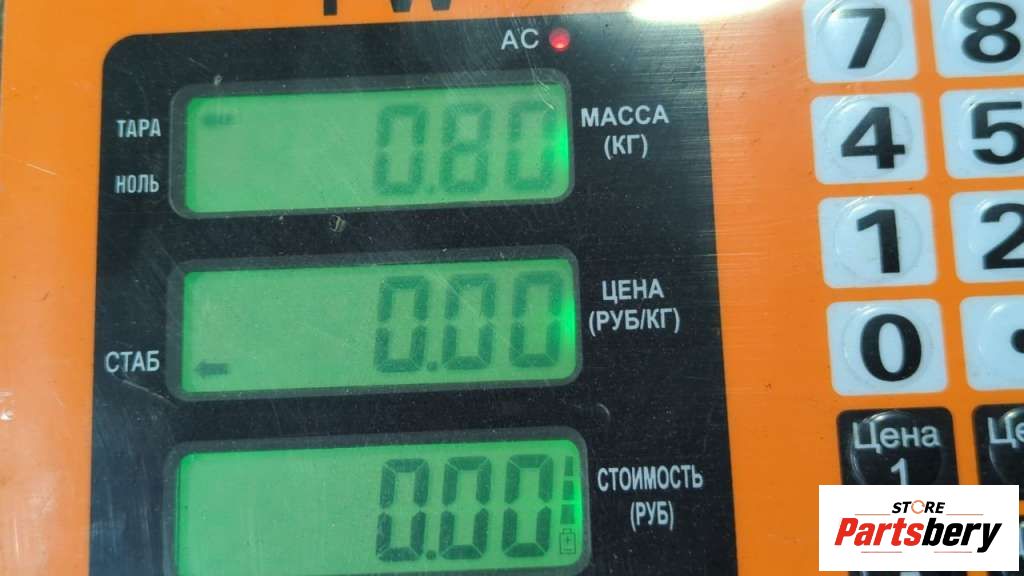 AC
ТАРА
НОЛЬ
0.80
МАССА
(КГ)
СТАБ
0.00
ЦЕНА
(РУБ/КГ)
0.00
СТОИМОСТЬ
(РУБ)
7 8
4 5
1 2
0 .
Цена
1
STORE
Partsbery